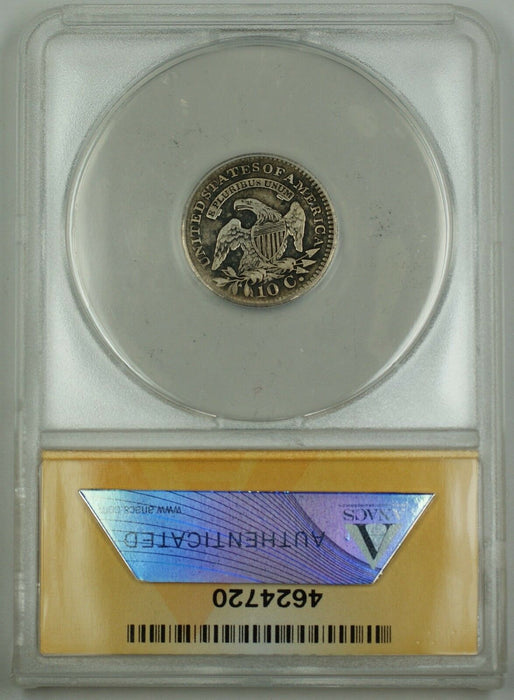 UNITED STATES OF AMERICA
E PLURIBUS UNUM
10 C.
4624720
AUTHENTICATED
ANACS
www.anacs.com